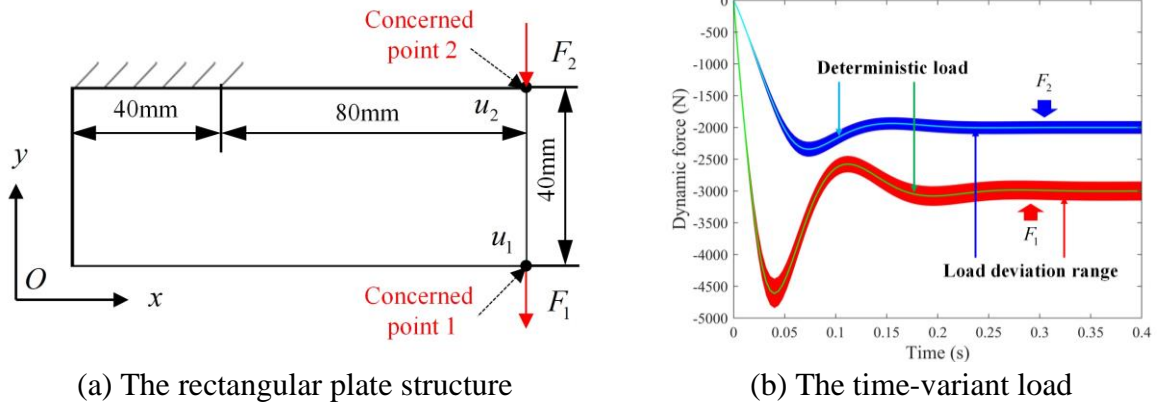 Concerned
point 2
F₂
40mm
80mm
u₂
40mm
y
u₁
O
x
Concerned
point 1
F₁
(a) The rectangular plate structure
Dynamic force (N)
0
-500
-1000
-1500
-2000
-2500
-3000
-3500
-4000
-4500
-5000
Deterministic load
F₂
F₁
Load deviation range
0
0.05
0.1
0.15
0.2
0.25
0.3
0.35
0.4
Time (s)
(b) The time-variant load